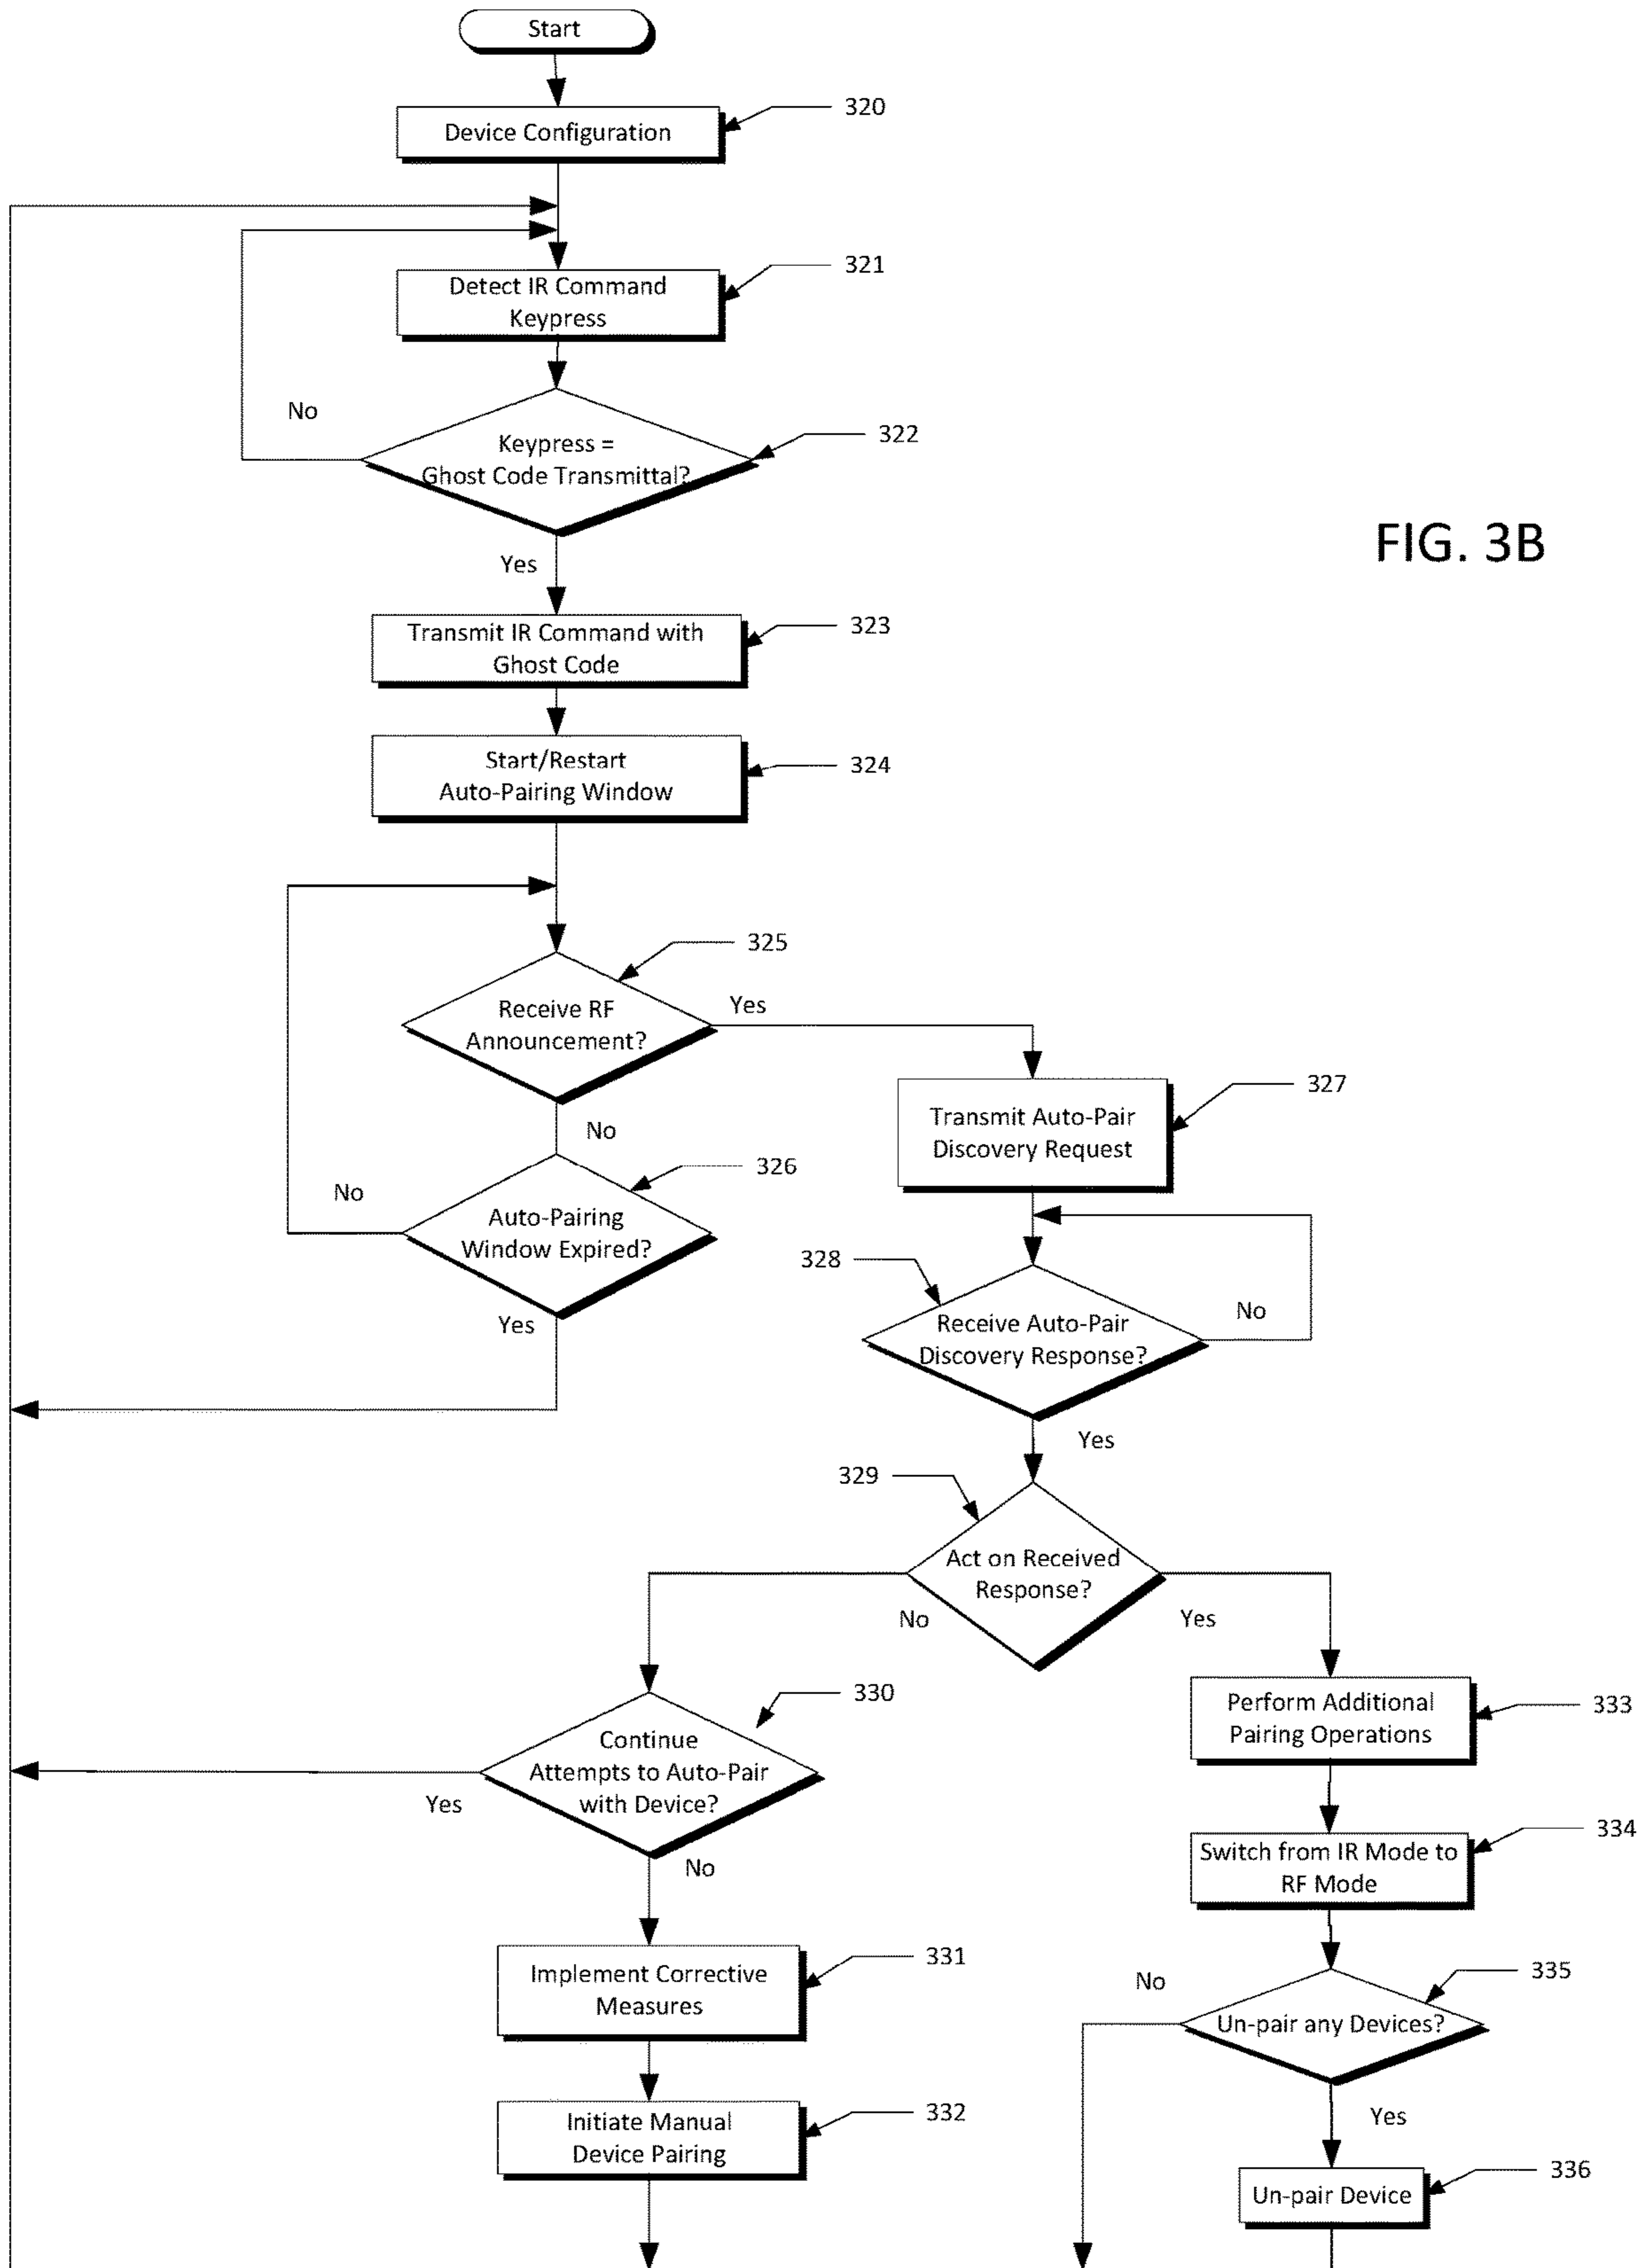 Start
Device Configuration
320
Detect IR Command
Keypress
321
No
Keypress =
Ghost Code Transmittal?
322
FIG. 3B
Yes
Transmit IR Command with
Ghost Code
323
Start/Restart
Auto-Pairing Window
324
325
Receive RF
Announcement?
Yes
No
327
Transmit Auto-Pair
Discovery Request
326
No
Auto-Pairing
Window Expired?
Yes
328
Receive Auto-Pair
Discovery Response?
No
Yes
329
Act on Received
Response?
No
Yes
330
Continue
Attempts to Auto-Pair
with Device?
Yes
No
Perform Additional
Pairing Operations
333
Switch from IR Mode to
RF Mode
334
Implement Corrective
Measures
331
No
335
Un-pair any Devices?
Yes
Initiate Manual
Device Pairing
332
Un-pair Device
336